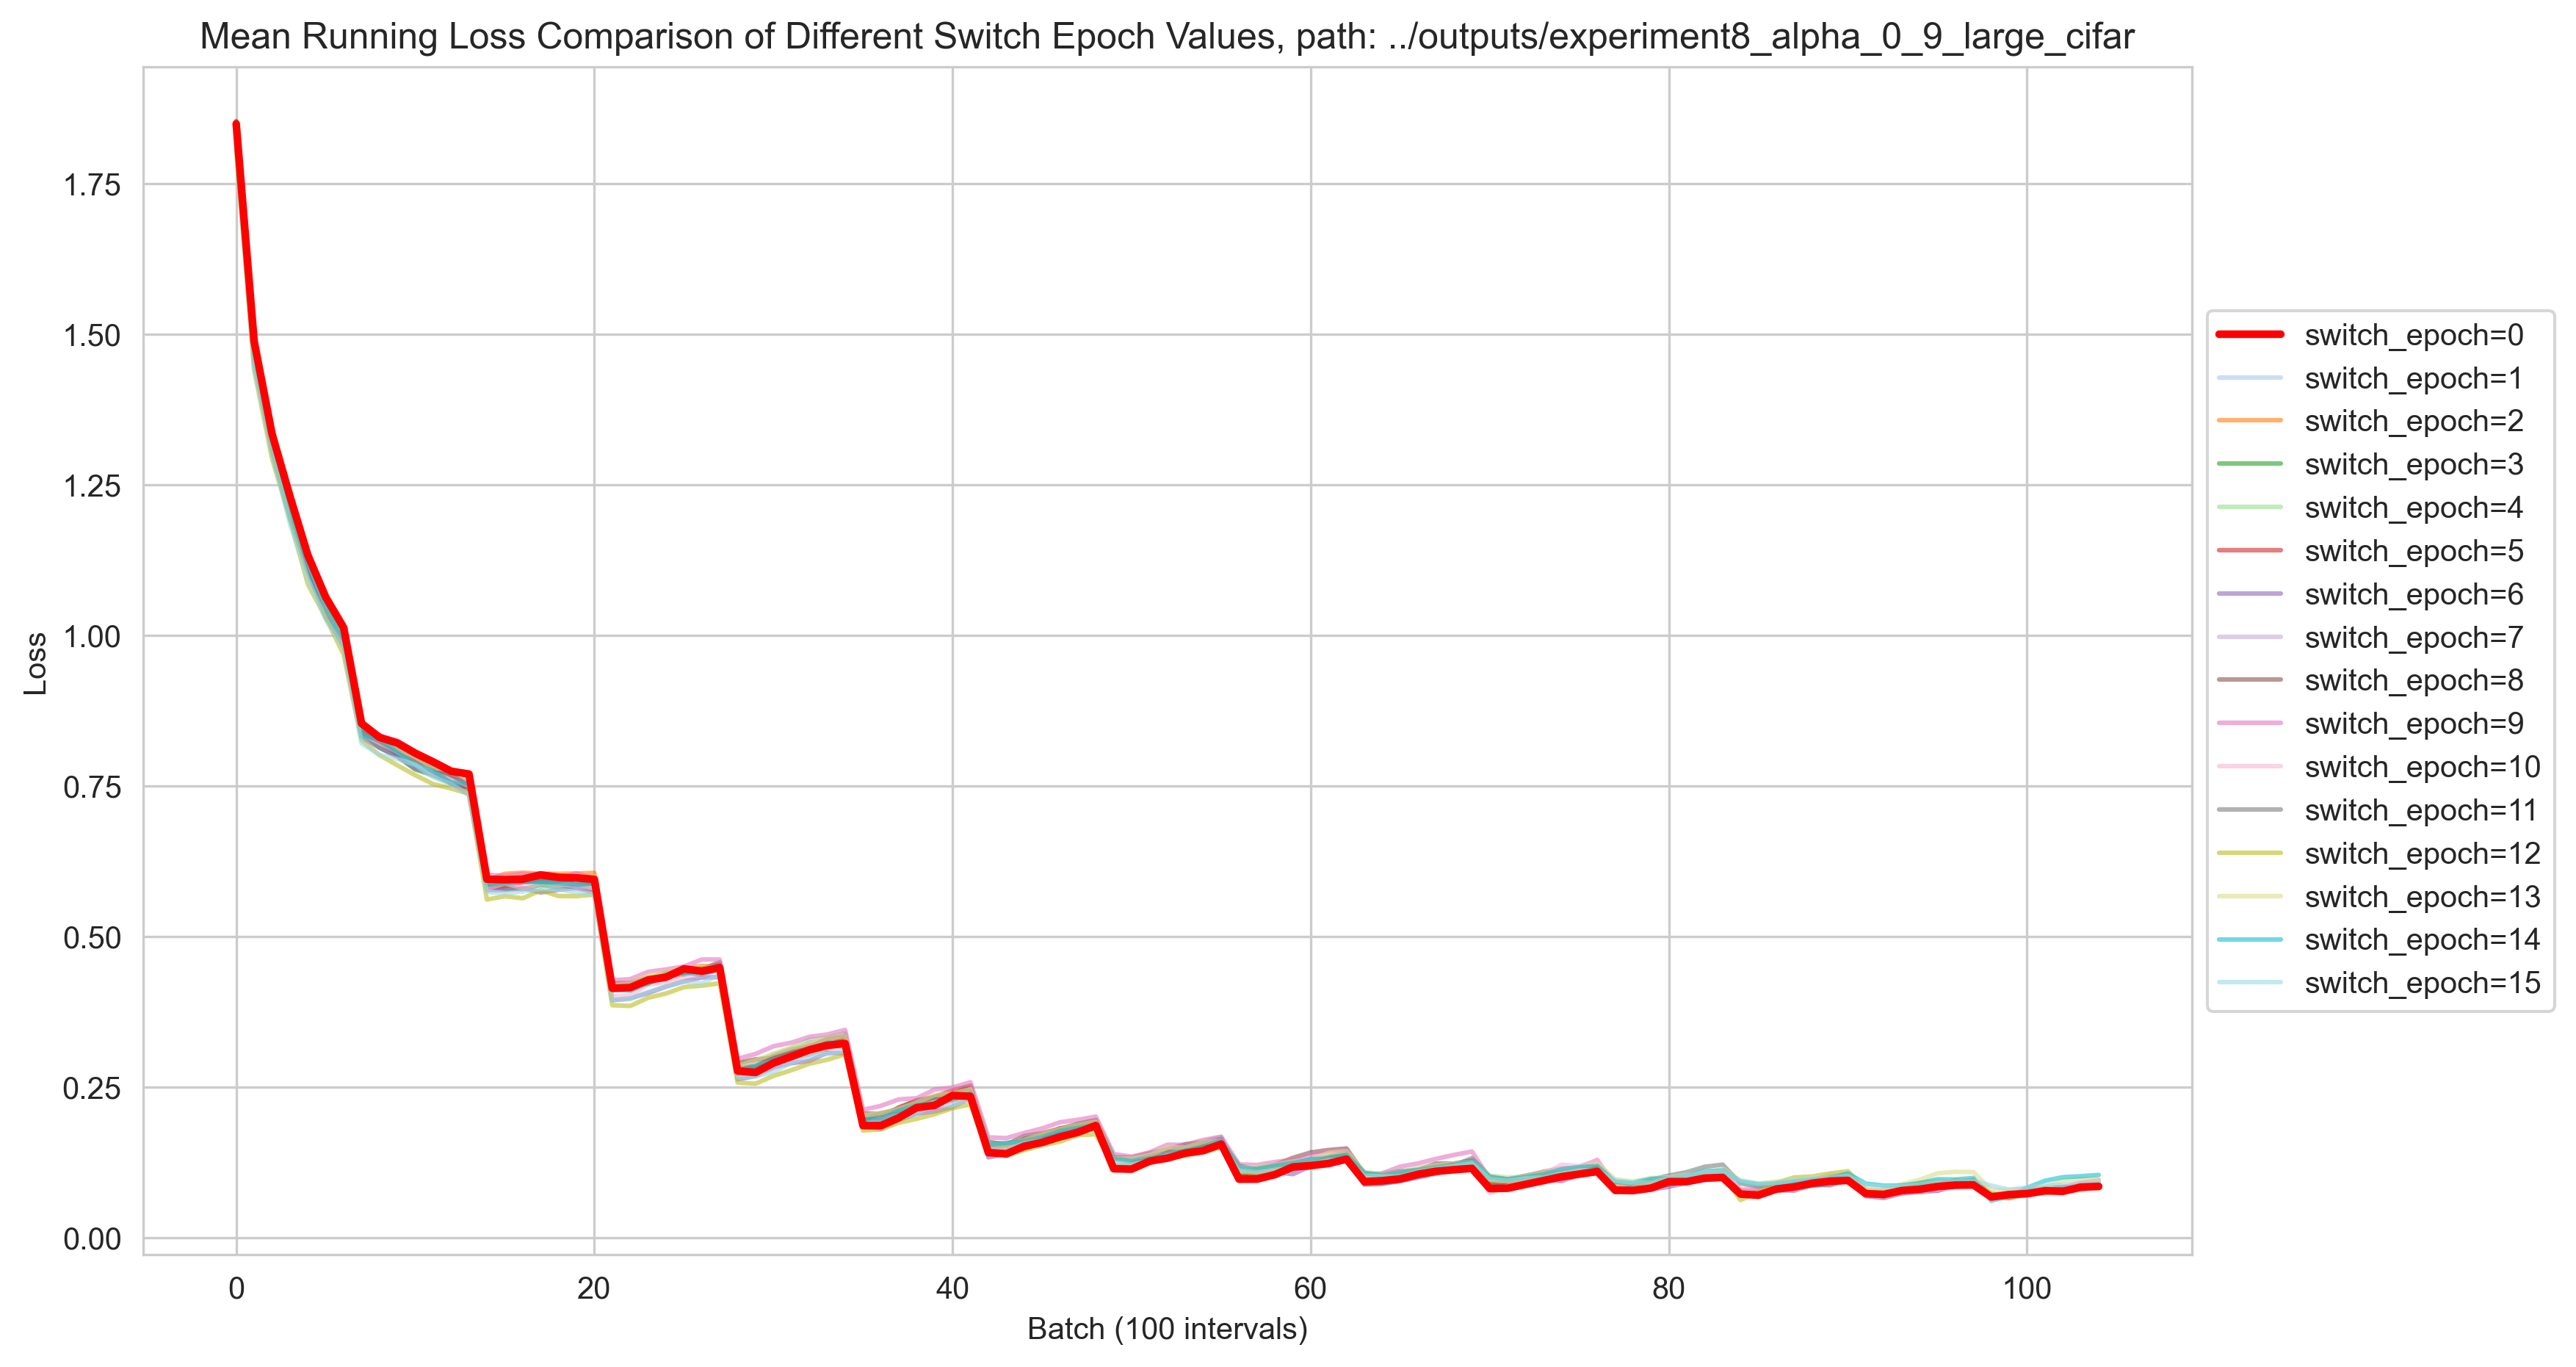 Mean Running Loss Comparison of Different Switch Epoch Values, path: ../outputs/experiment8_alpha_0_9_large_cifar
Loss
1.75
1.50
1.25
1.00
0.75
0.50
0.25
0.00
0
20
40
60
80
100
Batch (100 intervals)
switch_epoch=0
switch_epoch=1
switch_epoch=2
switch_epoch=3
switch_epoch=4
switch_epoch=5
switch_epoch=6
switch_epoch=7
switch_epoch=8
switch_epoch=9
switch_epoch=10
switch_epoch=11
switch_epoch=12
switch_epoch=13
switch_epoch=14
switch_epoch=15